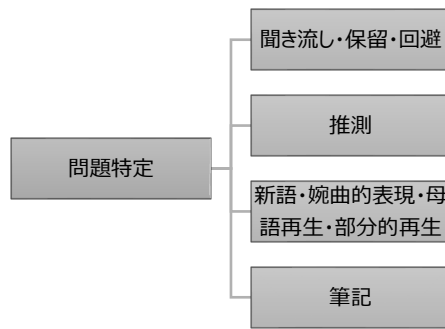 問題特定
聞き流し・保留・回避
推測
新語・婉曲的表現・母
語再生・部分的再生
筆記